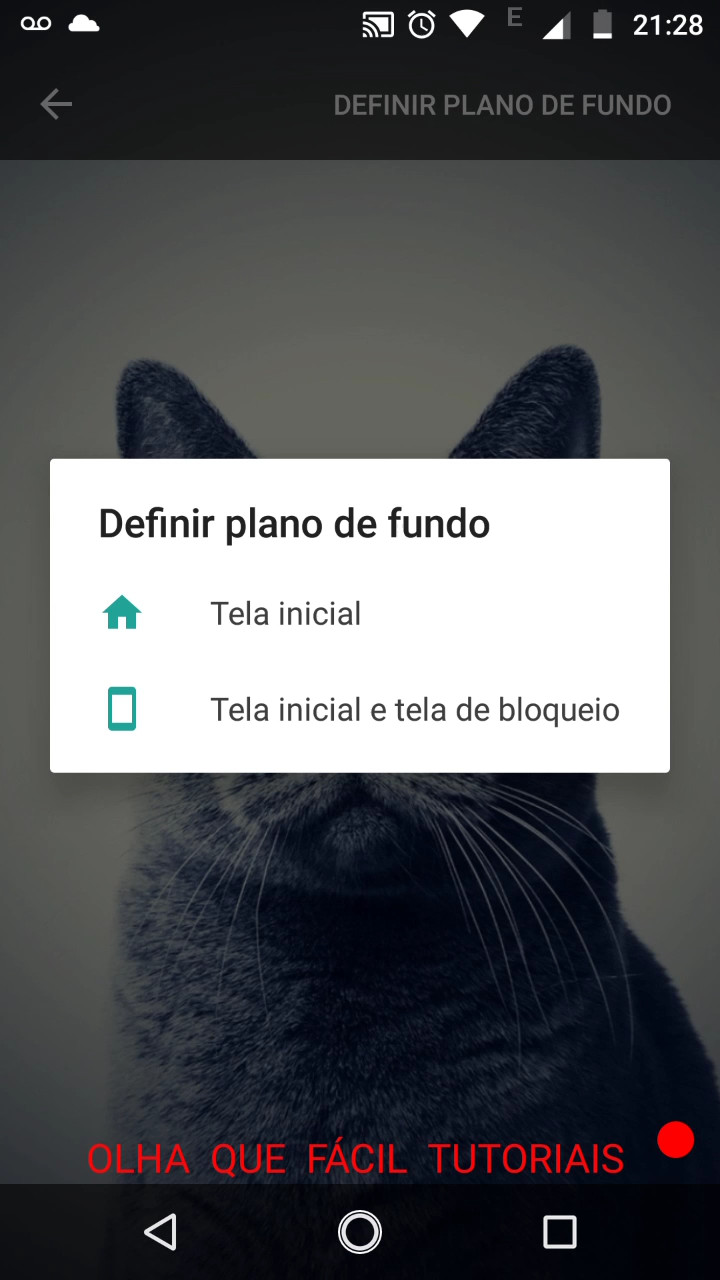 E 21:28
DEFINIR PLANO DE FUNDO
Definir plano de fundo
Tela inicial
Tela inicial e tela de bloqueio
OLHA QUE FÁCIL TUTORIAIS